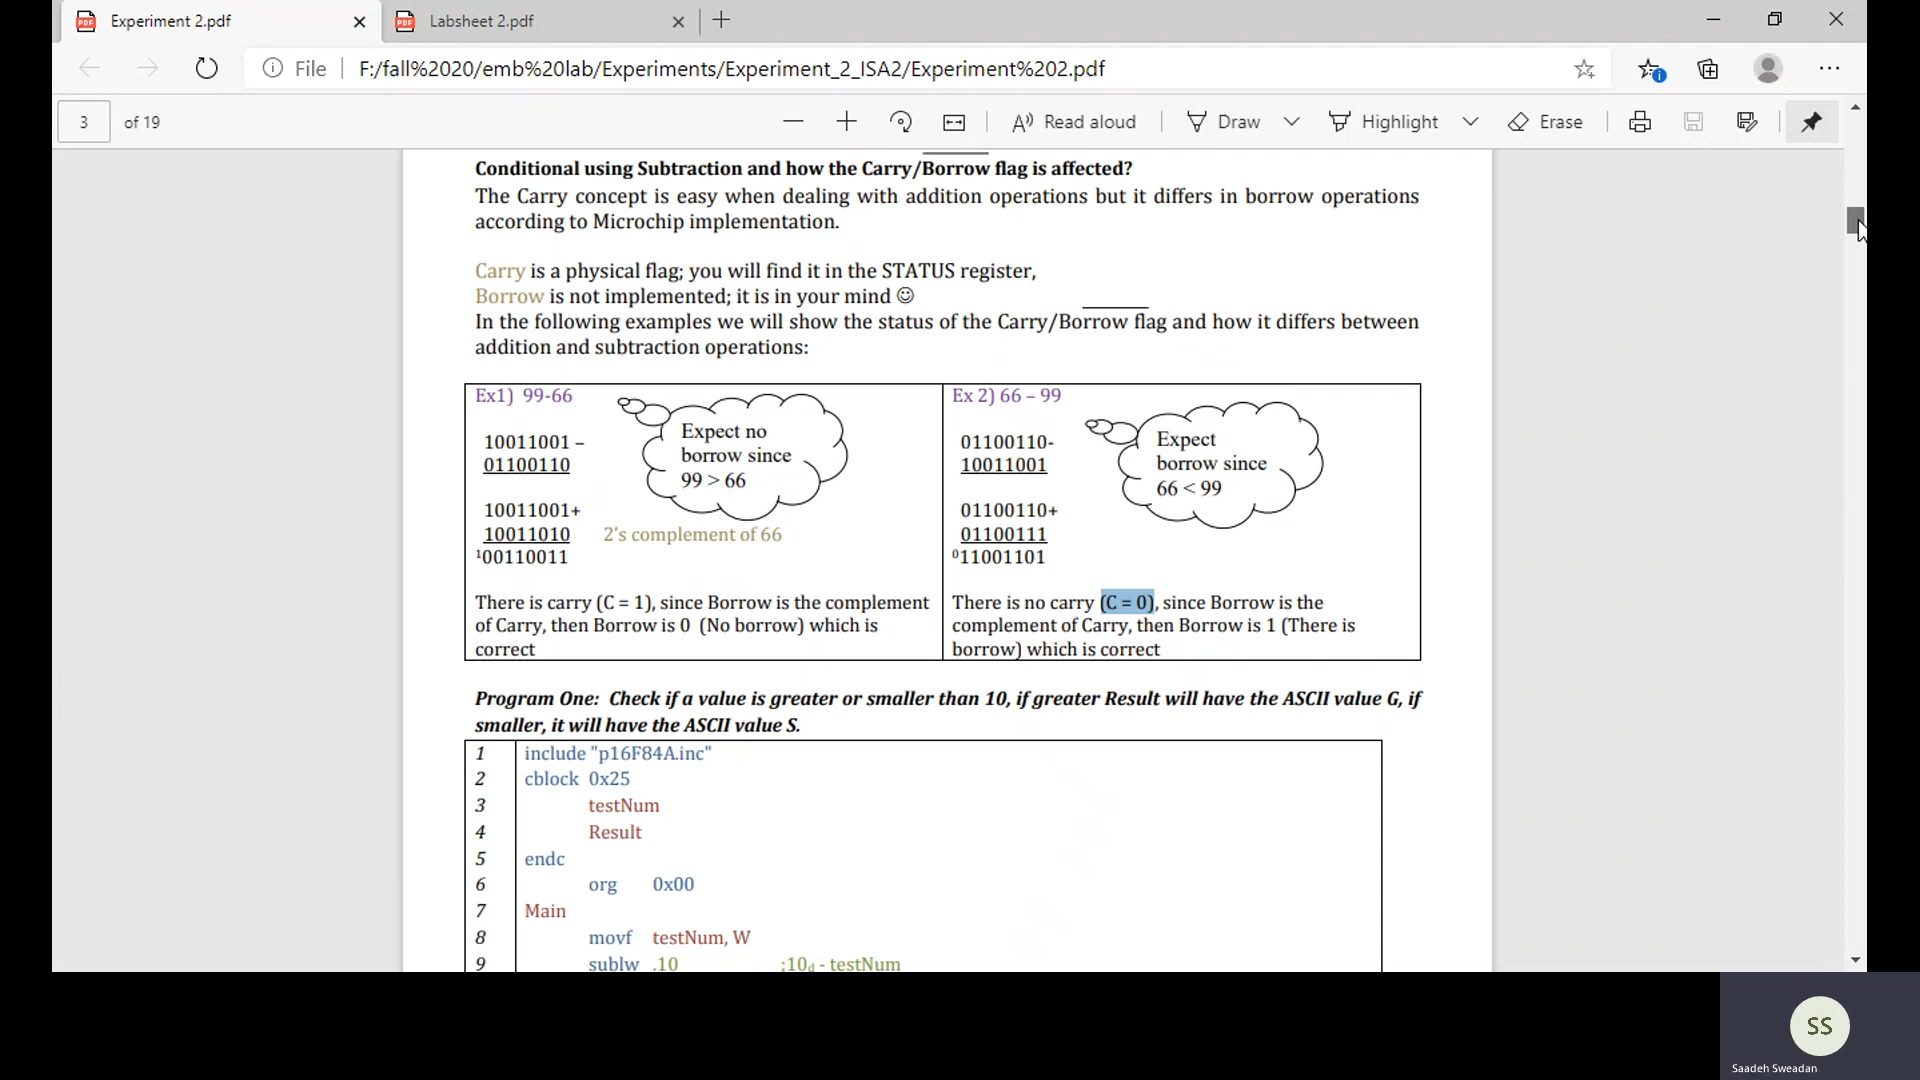 Experiment 2.pdf
Labsheet 2.pdf
File
F:/fall%2020/emb%20lab/Experiments/Experiment_2_ISA2/Experiment%202.pdf
3 of 19
Read aloud
Draw
Highlight
Erase
Conditional using Subtraction and how the Carry/Borrow flag is affected?
The Carry concept is easy when dealing with addition operations but it differs in borrow operations
according to Microchip implementation.
Carry is a physical flag; you will find it in the STATUS register,
Borrow is not implemented; it is in your mind ☺
In the following examples we will show the status of the Carry/Borrow flag and how it differs between
addition and subtraction operations:
Ex1) 99-66
10011001 –
01100110
Expect no
borrow since
99 > 66
10011001+
10011010 2's complement of 66
¹00110011
There is carry (C = 1), since Borrow is the complement
of Carry, then Borrow is 0 (No borrow) which is
correct
Ex 2) 66 – 99
01100110-
10011001
Expect
borrow since
66 < 99
01100110+
01100111
⁰11001101
There is no carry (C = 0), since Borrow is the
complement of Carry, then Borrow is 1 (There is
borrow) which is correct
Program One: Check if a value is greater or smaller than 10, if greater Result will have the ASCII value G, if
smaller, it will have the ASCII value S.
1 include "p16F84A.inc"
2 cblock 0x25
3 testNum
4 Result
5 endc
6 org 0x00
7 Main
8 movf testNum, W
9 sublw .10 ;10d - testNum
SS
Saadeh Sweadan